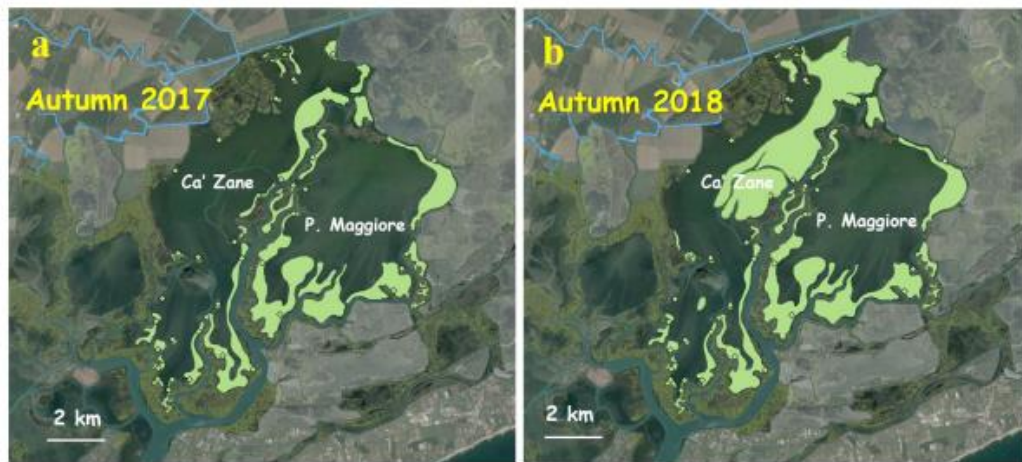 a
Autumn 2017
Ca' Zane
P. Maggiore
2 km
b
Autumn 2018
Ca' Zane
P. Maggiore
2 km